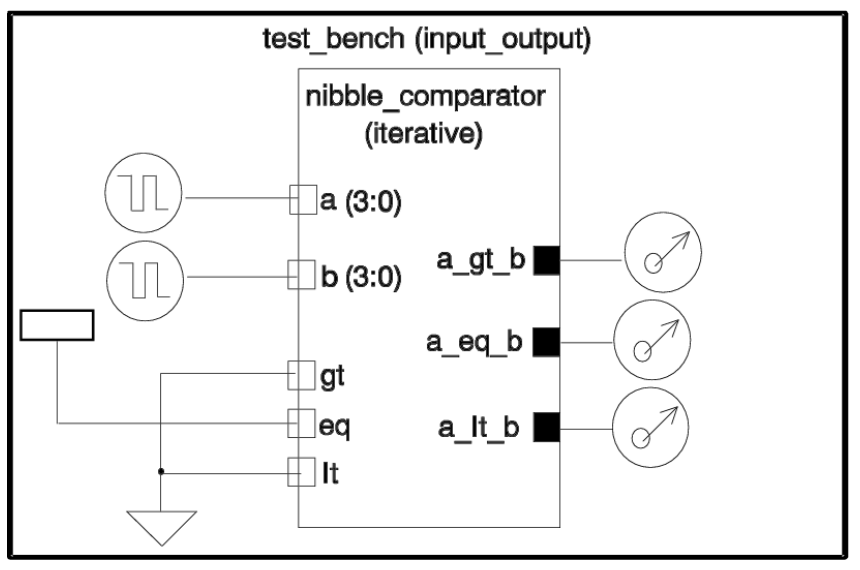 test_bench (input_output)
nibble_comparator
(iterative)
a (3:0)
b (3:0)
gt
eq
lt
a_gt_b
a_eq_b
a_lt_b